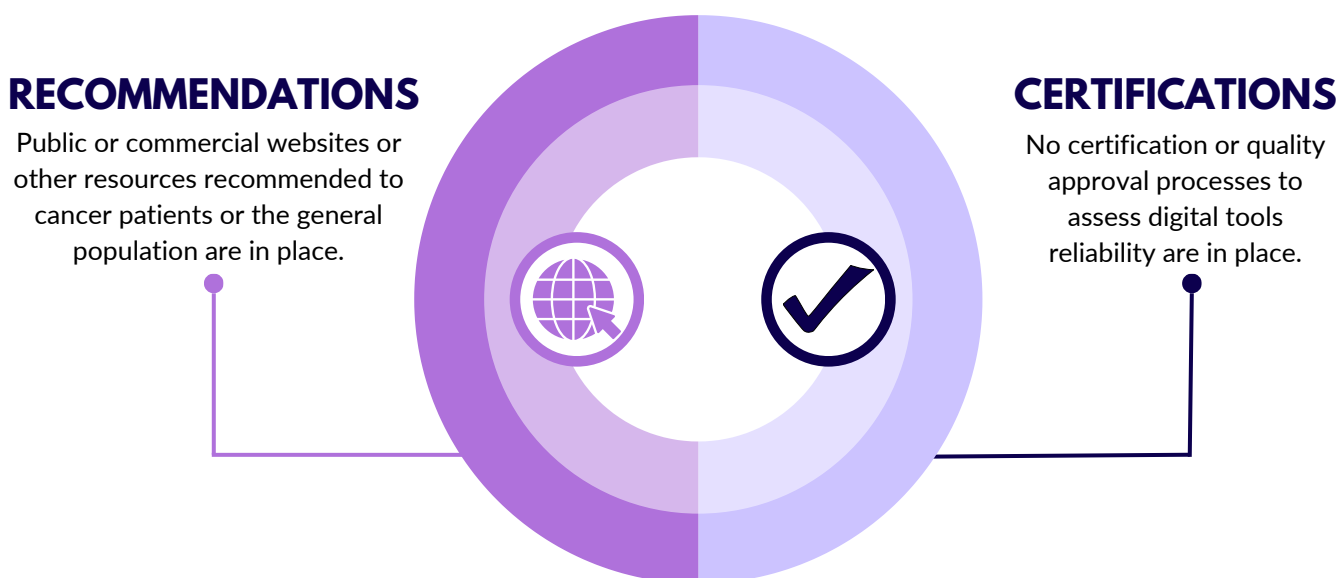 RECOMMENDATIONS
Public or commercial websites or
other resources recommended to
cancer patients or the general
population are in place.
CERTIFICATIONS
No certification or quality
approval processes to
assess digital tools
reliability are in place.